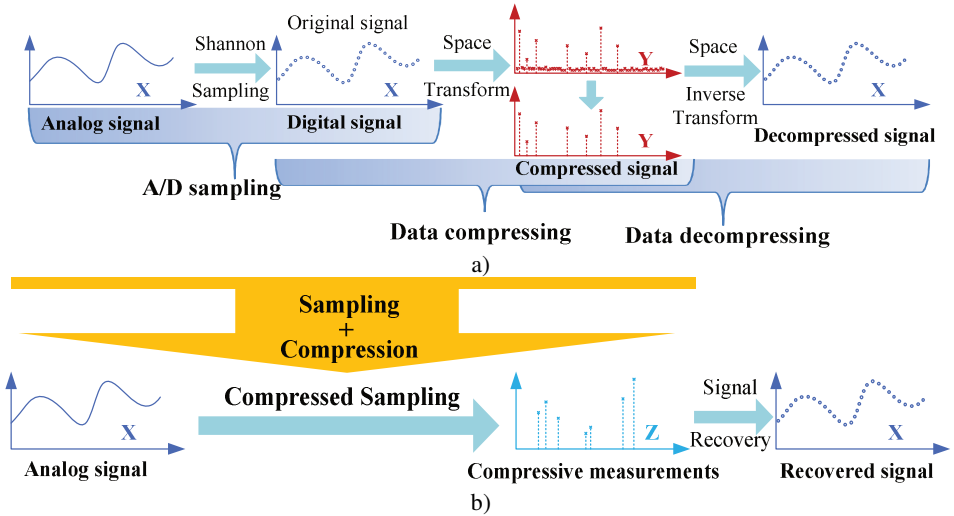 Original signal
Shannon
Sampling
X
Analog signal
X
Digital signal
Space
Transform
Y
Y
Compressed signal
Space
Inverse
Transform
X
Decompressed signal
A/D sampling
Data compressing
Data decompressing
a)
Sampling
+
Compression
X
Analog signal
Compressed Sampling
Z
Compressive measurements
Signal
Recovery
X
Recovered signal
b)